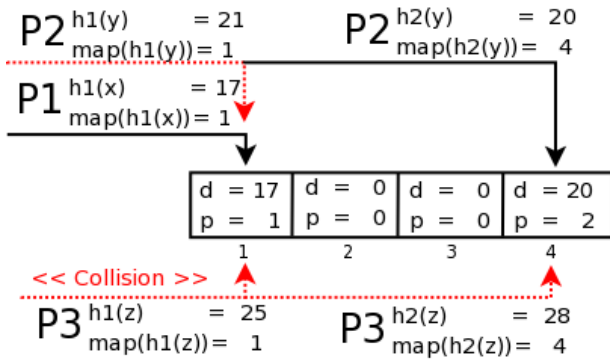 P2 h1(y) = 21
map(h1(y)) = 1
P2 h2(y) = 20
map(h2(y)) = 4
P1 h1(x) = 17
map(h1(x)) = 1
d = 17 d = 0 d = 0 d = 20
p = 1 p = 0 p = 0 p = 2
1 2 3 4
<< Collision >>
P3 h1(z) = 25
map(h1(z)) = 1
P3 h2(z) = 28
map(h2(z)) = 4